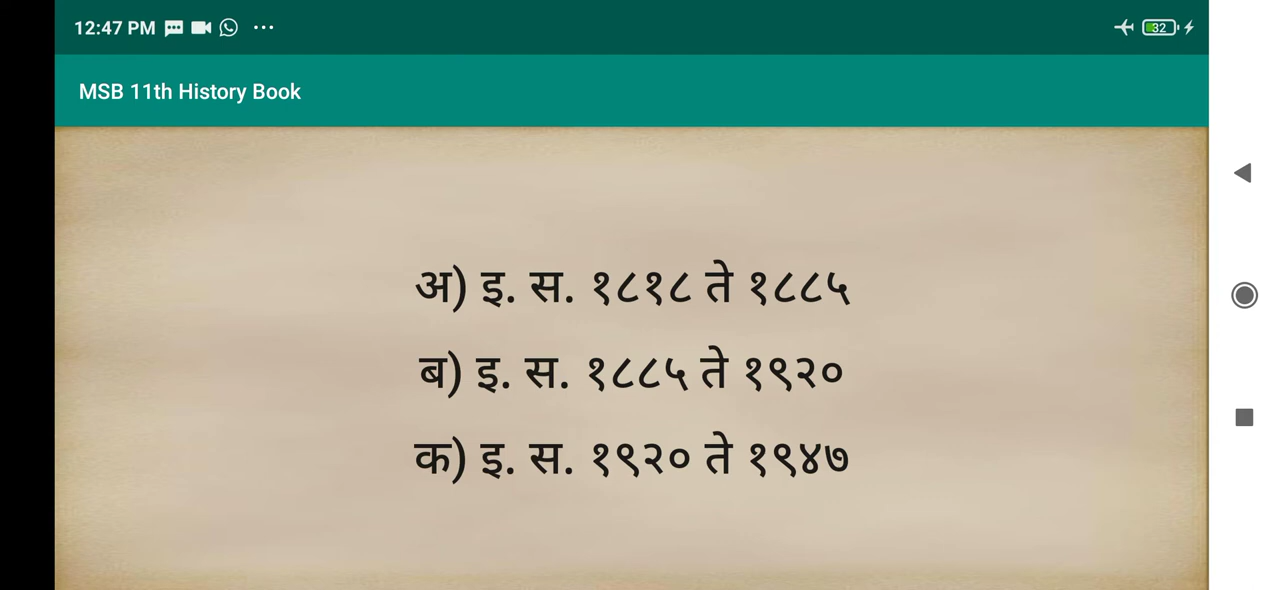 12:47 PM
32
MSB 11th History Book
अ) इ. स. १८१८ ते १८८५
ब) इ. स. १८८५ ते १९२०
क) इ. स. १९२० ते १९४७